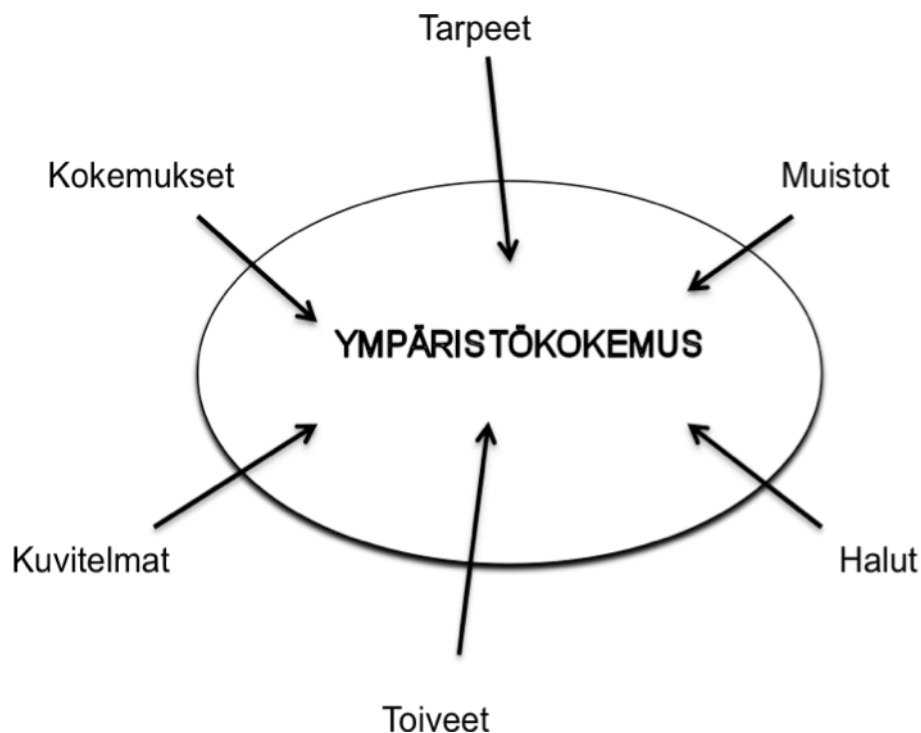 Tarpeet
Kokemukset
Muistot
YMPÄRISTÖKOKEMUS
Kuvitelmat
Halut
Toiveet